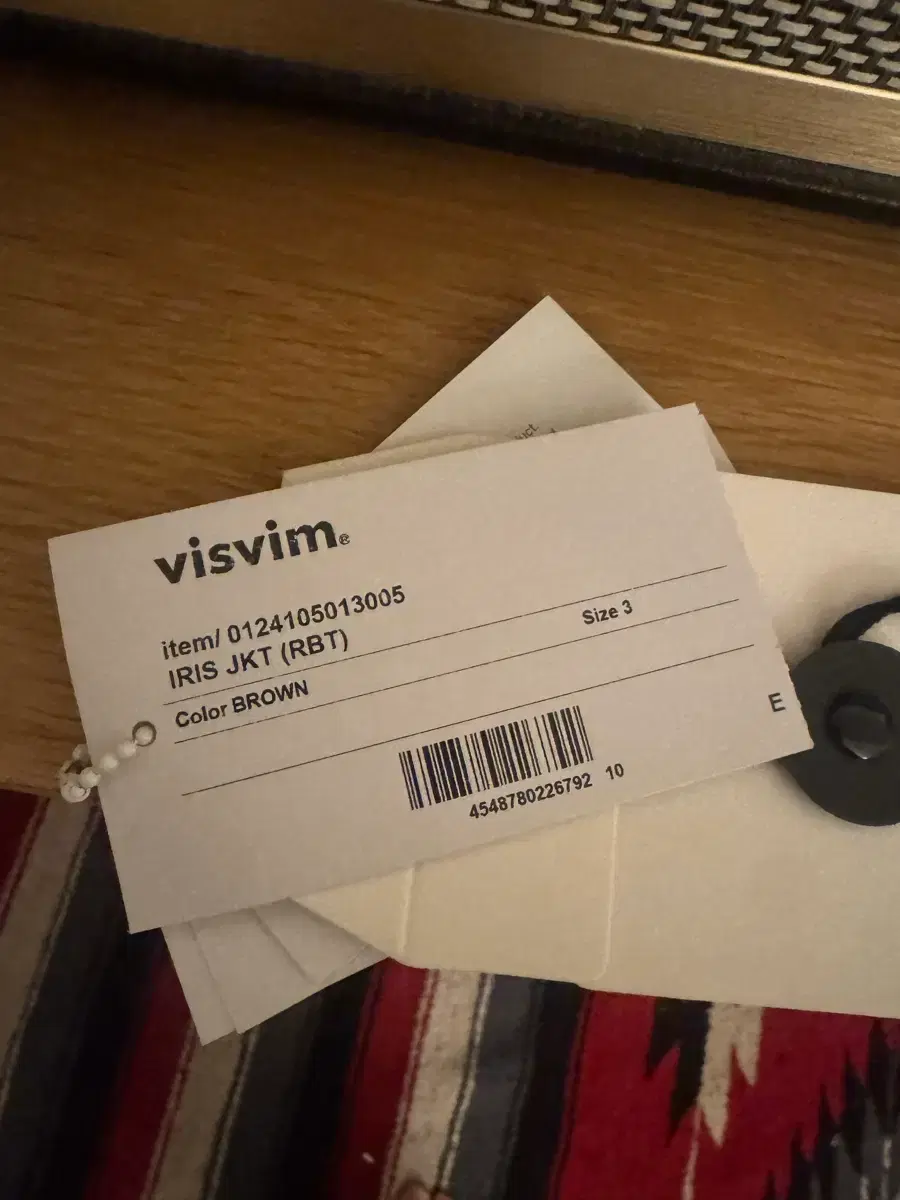 visvim®
item/ 0124105013005
IRIS JKT (RBT)
Size 3
Color BROWN
E
4548780226792 10